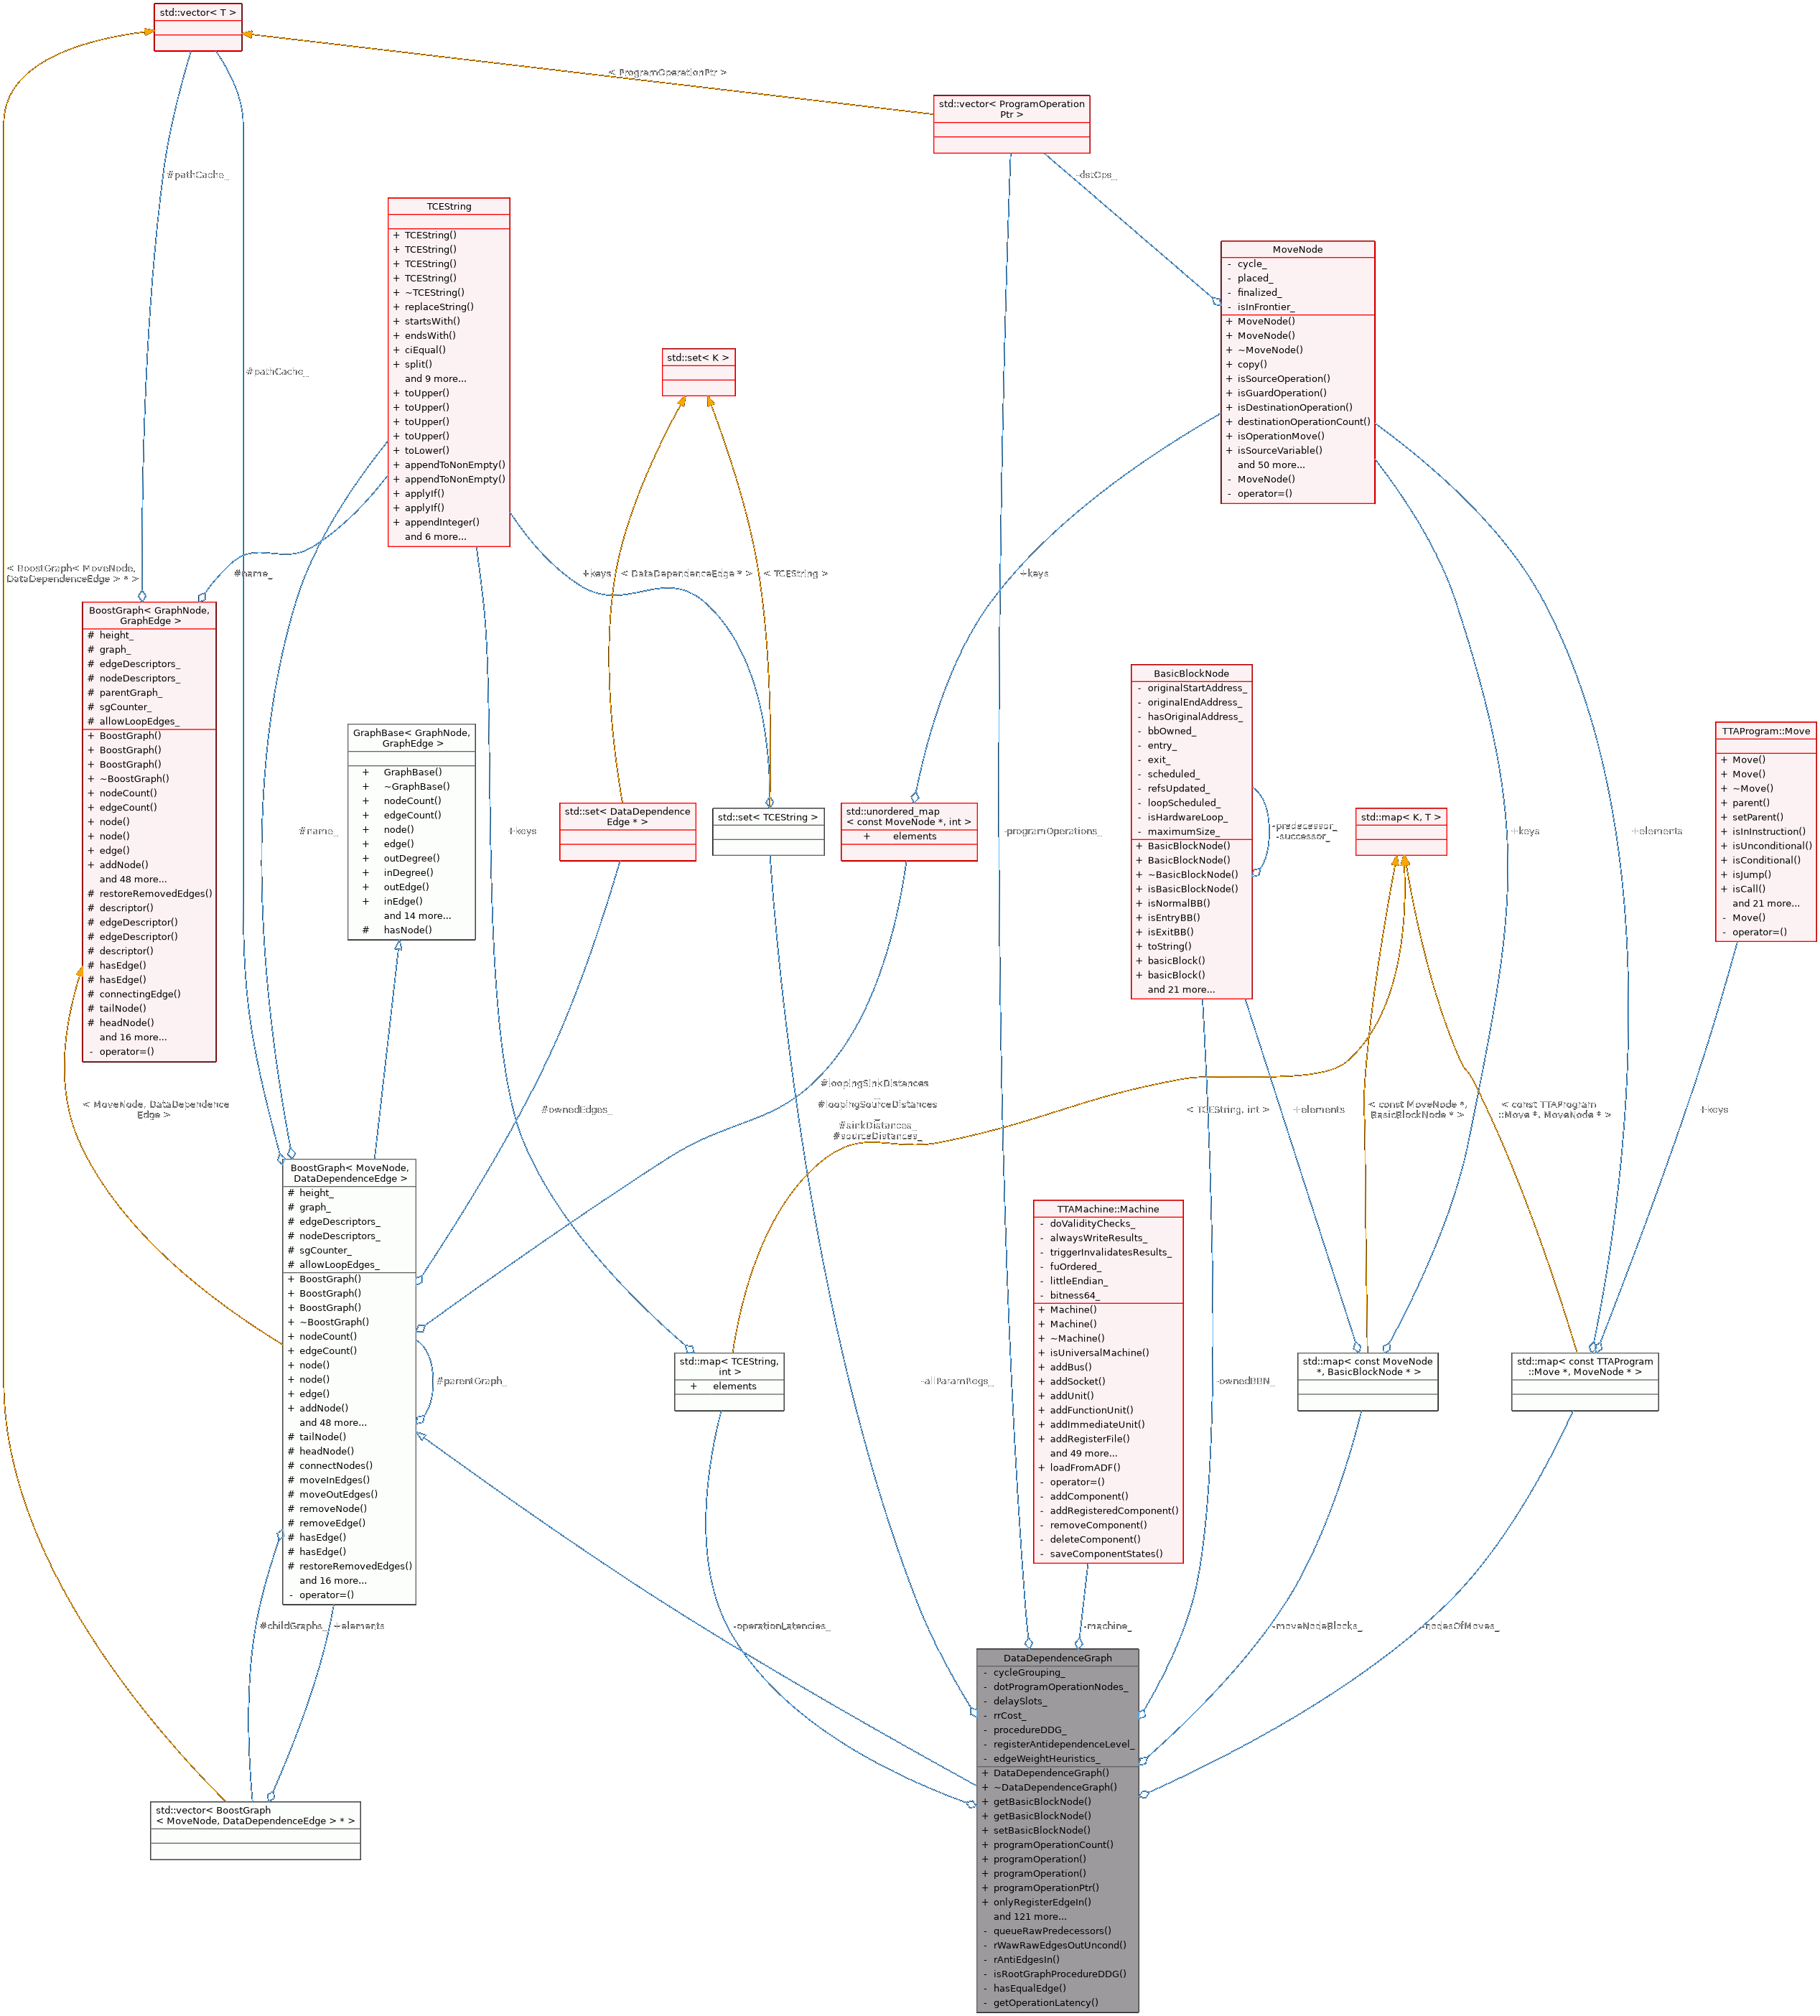 std::vector< T >
< ProgramOperationPtr >
std::vector< ProgramOperation
Ptr >
#pathCache_
-dstOps_
TCEString
+ TCEString()
+ TCEString()
+ TCEString()
+ TCEString()
+ ~TCEString()
+ replaceString()
+ startsWith()
+ endsWith()
+ ciEqual()
+ split()
and 9 more...
+ toUpper()
+ toUpper()
+ toUpper()
+ toUpper()
+ toLower()
+ appendToNonEmpty()
+ appendToNonEmpty()
+ applyIf()
+ applyIf()
+ appendInteger()
and 6 more...
MoveNode
- cycle_
- placed_
- finalized_
- isInFrontier_
+ MoveNode()
+ MoveNode()
+ ~MoveNode()
+ copy()
+ isSourceOperation()
+ isGuardOperation()
+ isDestinationOperation()
+ destinationOperationCount()
+ isOperationMove()
+ isSourceVariable()
and 50 more...
- MoveNode()
- operator=()
std::set< K >
#pathCache_
< BoostGraph< MoveNode,
DataDependenceEdge > * >
#name_
+keys
< DataDependenceEdge * >
< TCEString >
+keys
BoostGraph< GraphNode,
GraphEdge >
# height_
# graph_
# edgeDescriptors_
# nodeDescriptors_
# parentGraph_
# sgCounter_
# allowLoopEdges_
+ BoostGraph()
+ BoostGraph()
+ BoostGraph()
+ ~BoostGraph()
+ nodeCount()
+ edgeCount()
+ node()
+ node()
+ edge()
+ addNode()
and 48 more...
# restoreRemovedEdges()
# descriptor()
# edgeDescriptor()
# edgeDescriptor()
# descriptor()
# hasEdge()
# hasEdge()
# connectingEdge()
# tailNode()
# headNode()
and 16 more...
- operator=()
GraphBase< GraphNode,
GraphEdge >
+ GraphBase()
+ ~GraphBase()
+ nodeCount()
+ edgeCount()
+ node()
+ edge()
+ outDegree()
+ inDegree()
+ outEdge()
+ inEdge()
and 14 more...
# hasNode()
#name_
+keys
std::set< DataDependence
Edge * >
std::set< TCEString >
std::unordered_map
< const MoveNode *, int >
+ elements
-programOperations_
BasicBlockNode
- originalStartAddress_
- originalEndAddress_
- hasOriginalAddress_
- bbOwned_
- entry_
- exit_
- scheduled_
- refsUpdated_
- loopScheduled_
- isHardwareLoop_
- maximumSize_
+ BasicBlockNode()
+ BasicBlockNode()
+ ~BasicBlockNode()
+ isBasicBlockNode()
+ isNormalBB()
+ isEntryBB()
+ isExitBB()
+ toString()
+ basicBlock()
+ basicBlock()
and 21 more...
-predecessor_
-successor_
std::map< K, T >
+keys
+elements
TTAProgram::Move
+ Move()
+ Move()
+ ~Move()
+ parent()
+ setParent()
+ isInInstruction()
+ isUnconditional()
+ isConditional()
+ isJump()
+ isCall()
and 21 more...
- Move()
- operator=()
< MoveNode, DataDependence
Edge >
#ownedEdges_
#loopingSinkDistances
_
#loopingSourceDistances
_
#sinkDistances_
#sourceDistances_
< TCEString, int >
+elements
< const MoveNode *,
BasicBlockNode * >
< const TTAProgram
::Move *, MoveNode * >
+keys
BoostGraph< MoveNode,
DataDependenceEdge >
# height_
# graph_
# edgeDescriptors_
# nodeDescriptors_
# sgCounter_
# allowLoopEdges_
+ BoostGraph()
+ BoostGraph()
+ BoostGraph()
+ ~BoostGraph()
+ nodeCount()
+ edgeCount()
+ node()
+ node()
+ edge()
+ addNode()
and 48 more...
# tailNode()
# headNode()
# connectNodes()
# moveInEdges()
# moveOutEdges()
# removeNode()
# removeEdge()
# hasEdge()
# hasEdge()
# restoreRemovedEdges()
and 16 more...
- operator=()
#parentGraph_
std::map< TCEString,
int >
+ elements
-allParamRegs_
TTAMachine::Machine
- doValidityChecks_
- alwaysWriteResults_
- triggerInvalidatesResults_
- fuOrdered_
- littleEndian_
- bitness64_
+ Machine()
+ Machine()
+ ~Machine()
+ isUniversalMachine()
+ addBus()
+ addSocket()
+ addUnit()
+ addFunctionUnit()
+ addImmediateUnit()
+ addRegisterFile()
and 49 more...
+ loadFromADF()
- operator=()
- addComponent()
- addRegisteredComponent()
- removeComponent()
- deleteComponent()
- saveComponentStates()
-ownedBBN_
std::map< const MoveNode
*, BasicBlockNode * >
std::map< const TTAProgram
::Move *, MoveNode * >
#childGraphs_
+elements
-operationLatencies_
-machine_
-moveNodeBlocks_
-nodesOfMoves_
std::vector< BoostGraph
< MoveNode, DataDependenceEdge > * >
DataDependenceGraph
- cycleGrouping_
- dotProgramOperationNodes_
- delaySlots_
- rrCost_
- procedureDDG_
- registerAntidependenceLevel_
- edgeWeightHeuristics_
+ DataDependenceGraph()
+ ~DataDependenceGraph()
+ getBasicBlockNode()
+ getBasicBlockNode()
+ setBasicBlockNode()
+ programOperationCount()
+ programOperation()
+ programOperation()
+ programOperationPtr()
+ onlyRegisterEdgeIn()
and 121 more...
- queueRawPredecessors()
- rWawRawEdgesOutUncond()
- rAntiEdgesIn()
- isRootGraphProcedureDDG()
- hasEqualEdge()
- getOperationLatency()